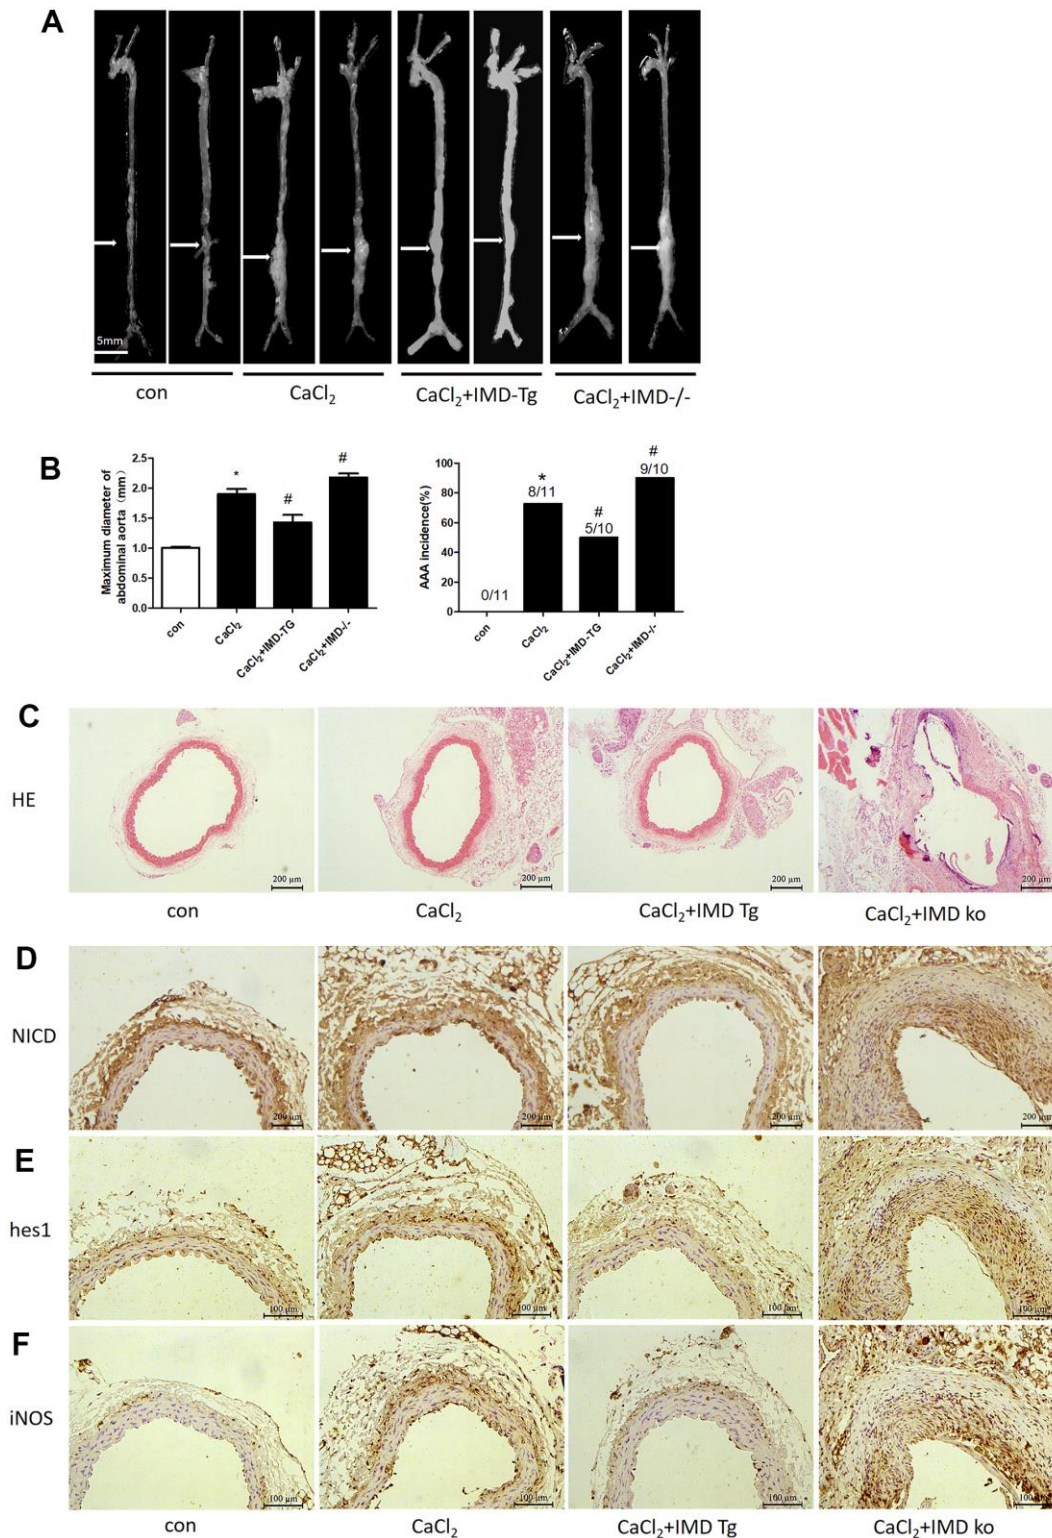 A
5mm
con
CaCl₂
CaCl₂+IMD-Tg
CaCl₂+IMD-/-
B
Maximum diameter of
abdominal aorta (mm)
2.5
2.0
1.5
1.0
0.5
0.0
*
#
#
con
CaCl₂
CaCl₂+IMD-TG
CaCl₂+IMD-/-
AAA incidence(%)
100
80
60
40
20
0
0/11
*
8/11
#
5/10
#
9/10
con
CaCl₂
CaCl₂+IMD-TG
CaCl₂+IMD-/-
C
HE
200 µm
200 µm
200 µm
200 µm
con
CaCl₂
CaCl₂+IMD Tg
CaCl₂+IMD ko
D
NICD
200 µm
200 µm
200 µm
200 µm
E
hes1
100 µm
100 µm
100 µm
100 µm
F
iNOS
100 µm
100 µm
100 µm
100 µm
con
CaCl₂
CaCl₂+IMD Tg
CaCl₂+IMD ko